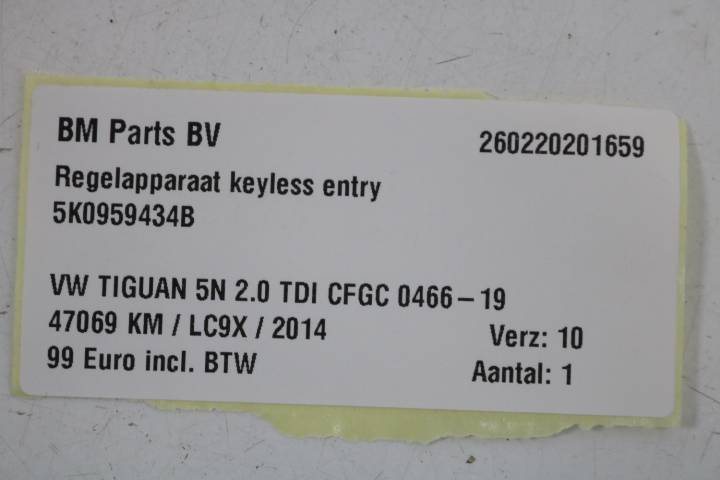 BM Parts BV 260220201659
Regelapparaat keyless entry
5K0959434B
VW TIGUAN 5N 2.0 TDI CFGC 0466-19
47069 KM / LC9X / 2014 Verz: 10
99 Euro incl. BTW Aantal: 1